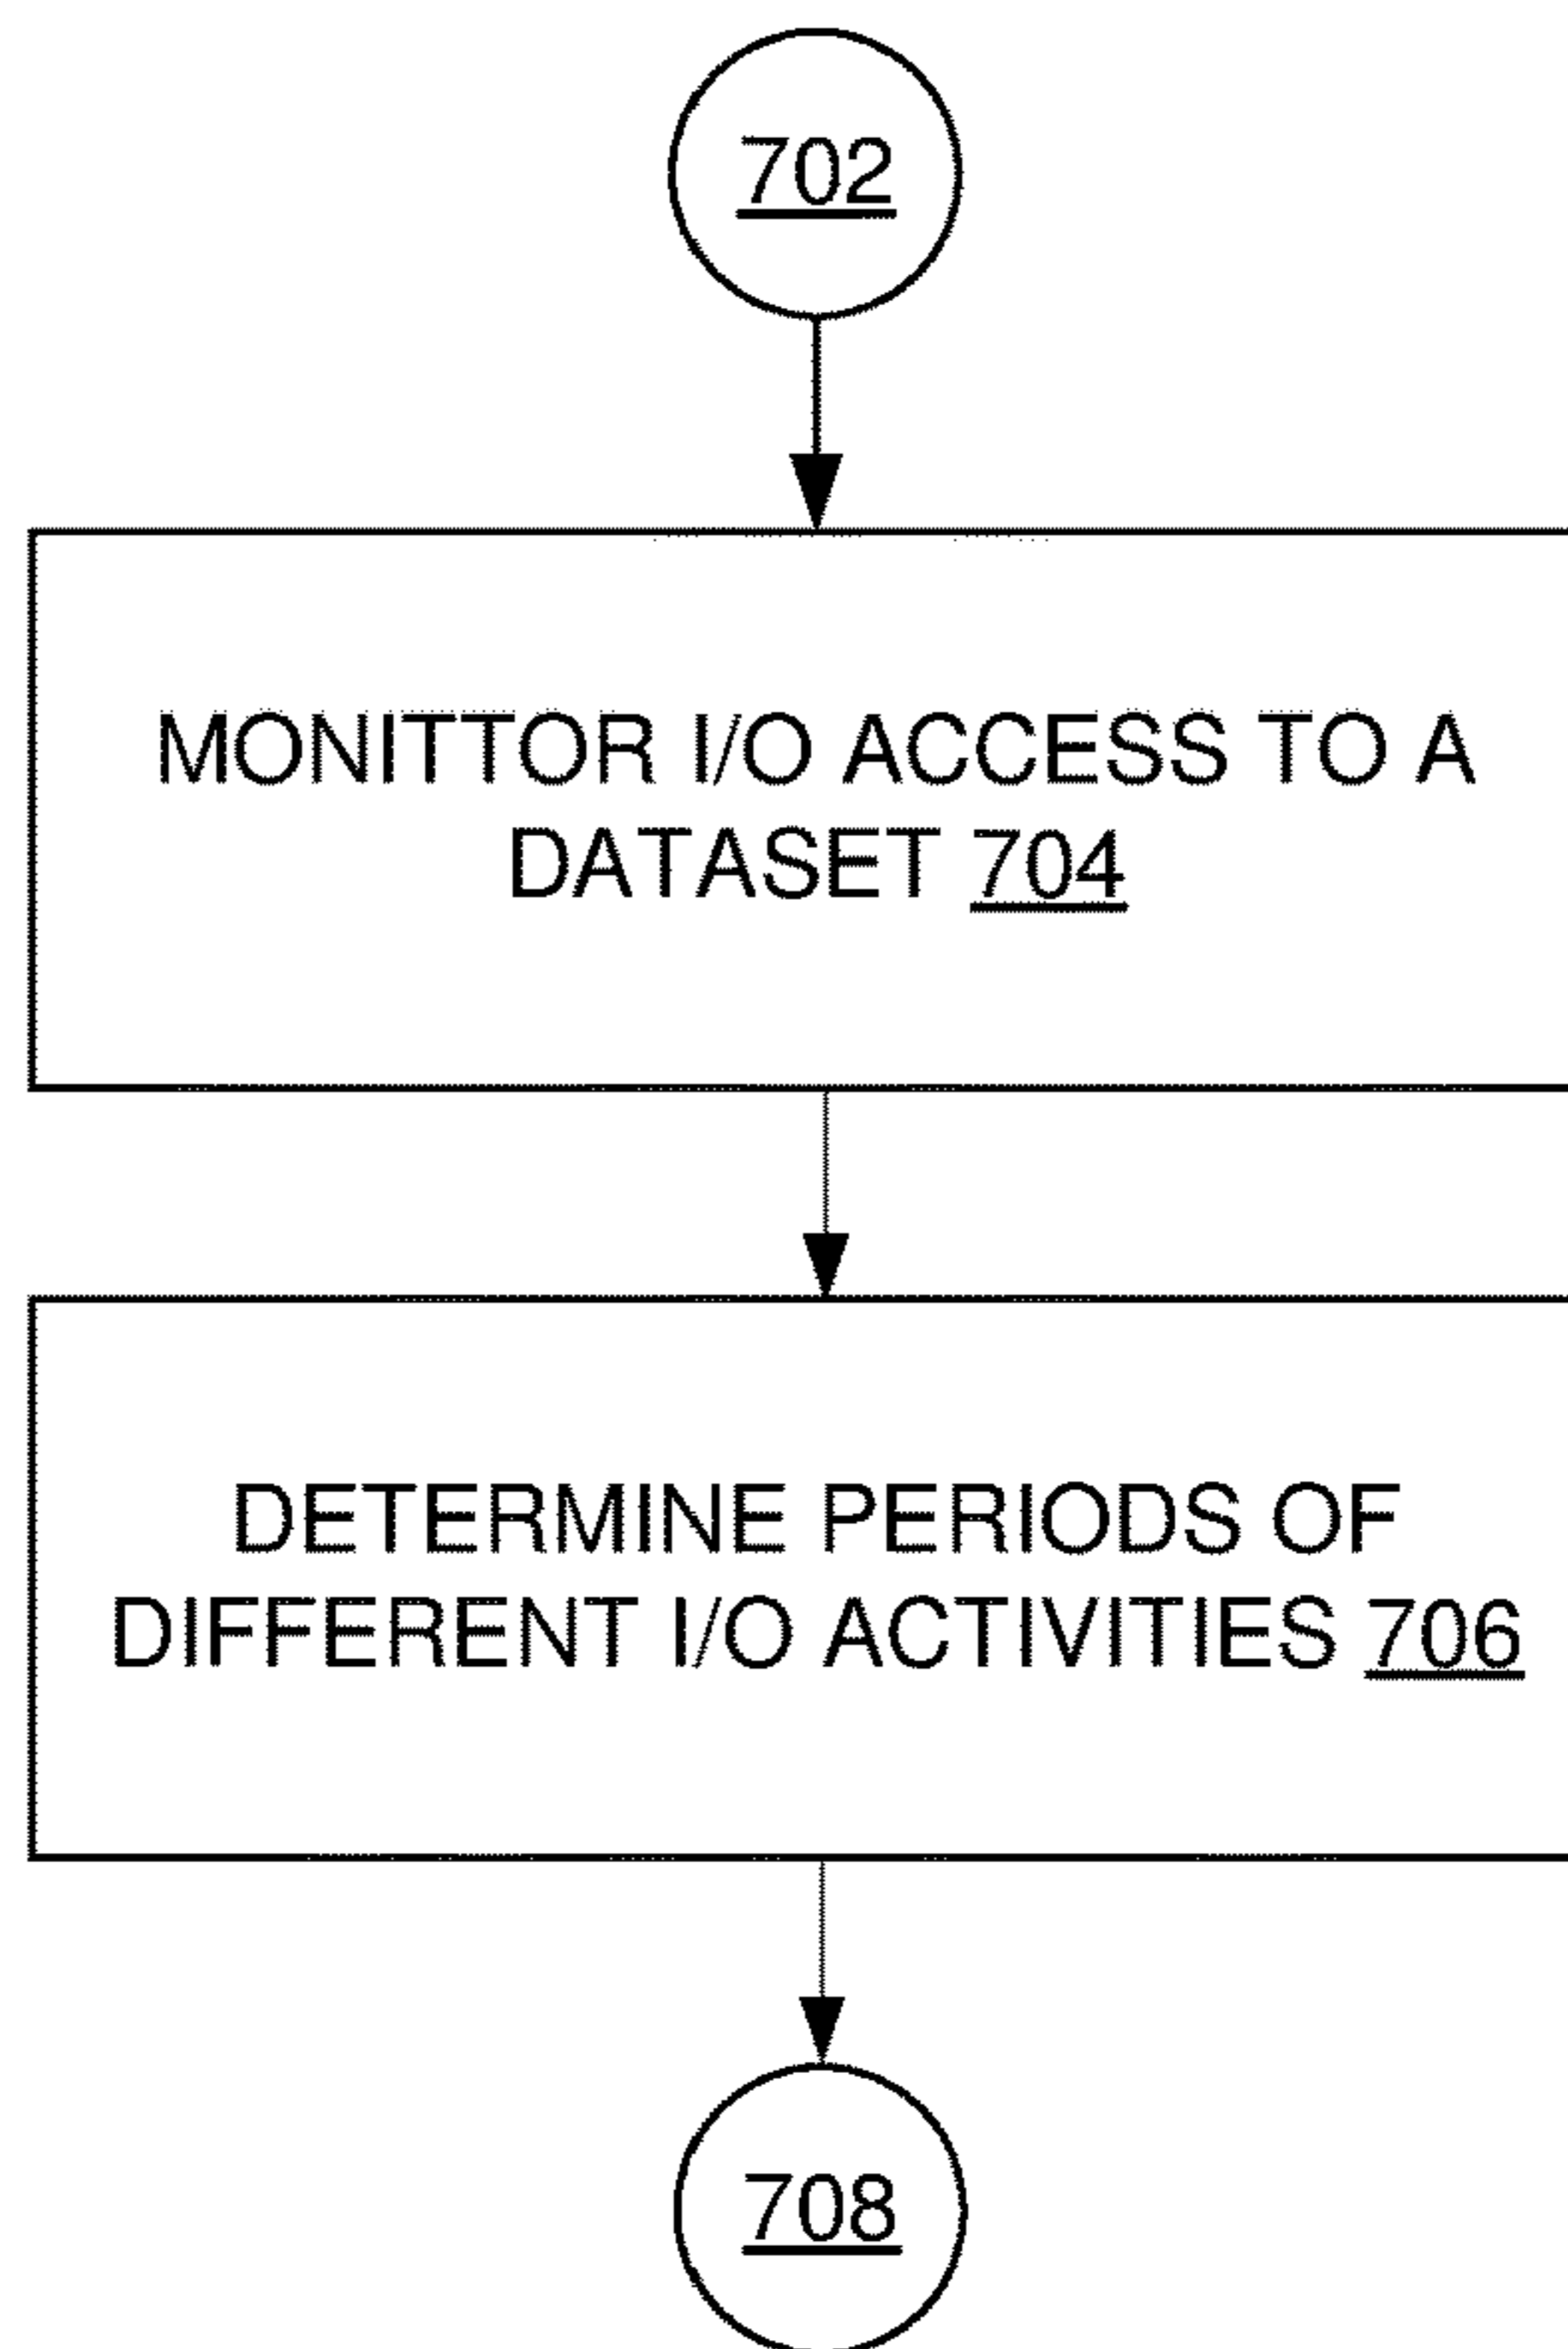 702
MONITTOR I/O ACCESS TO A
DATASET 704
DETERMINE PERIODS OF
DIFFERENT I/O ACTIVITIES 706
708